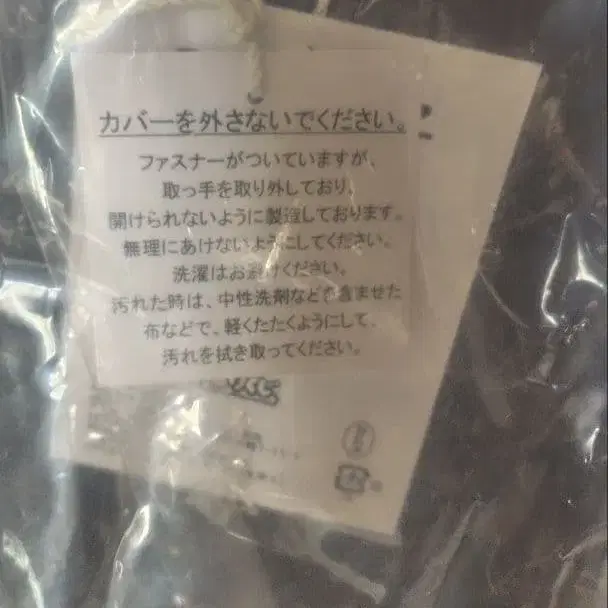 カバーを外さないでください。
ファスナーがついていますが、
取っ手を取り外しており、
開けられないように製造しております。
無理にあけないようにしてください。
洗濯はお避けください。
汚れた時は、中性洗剤などを含ませた
布などで、軽くたたくようにして、
汚れを拭き取ってください。